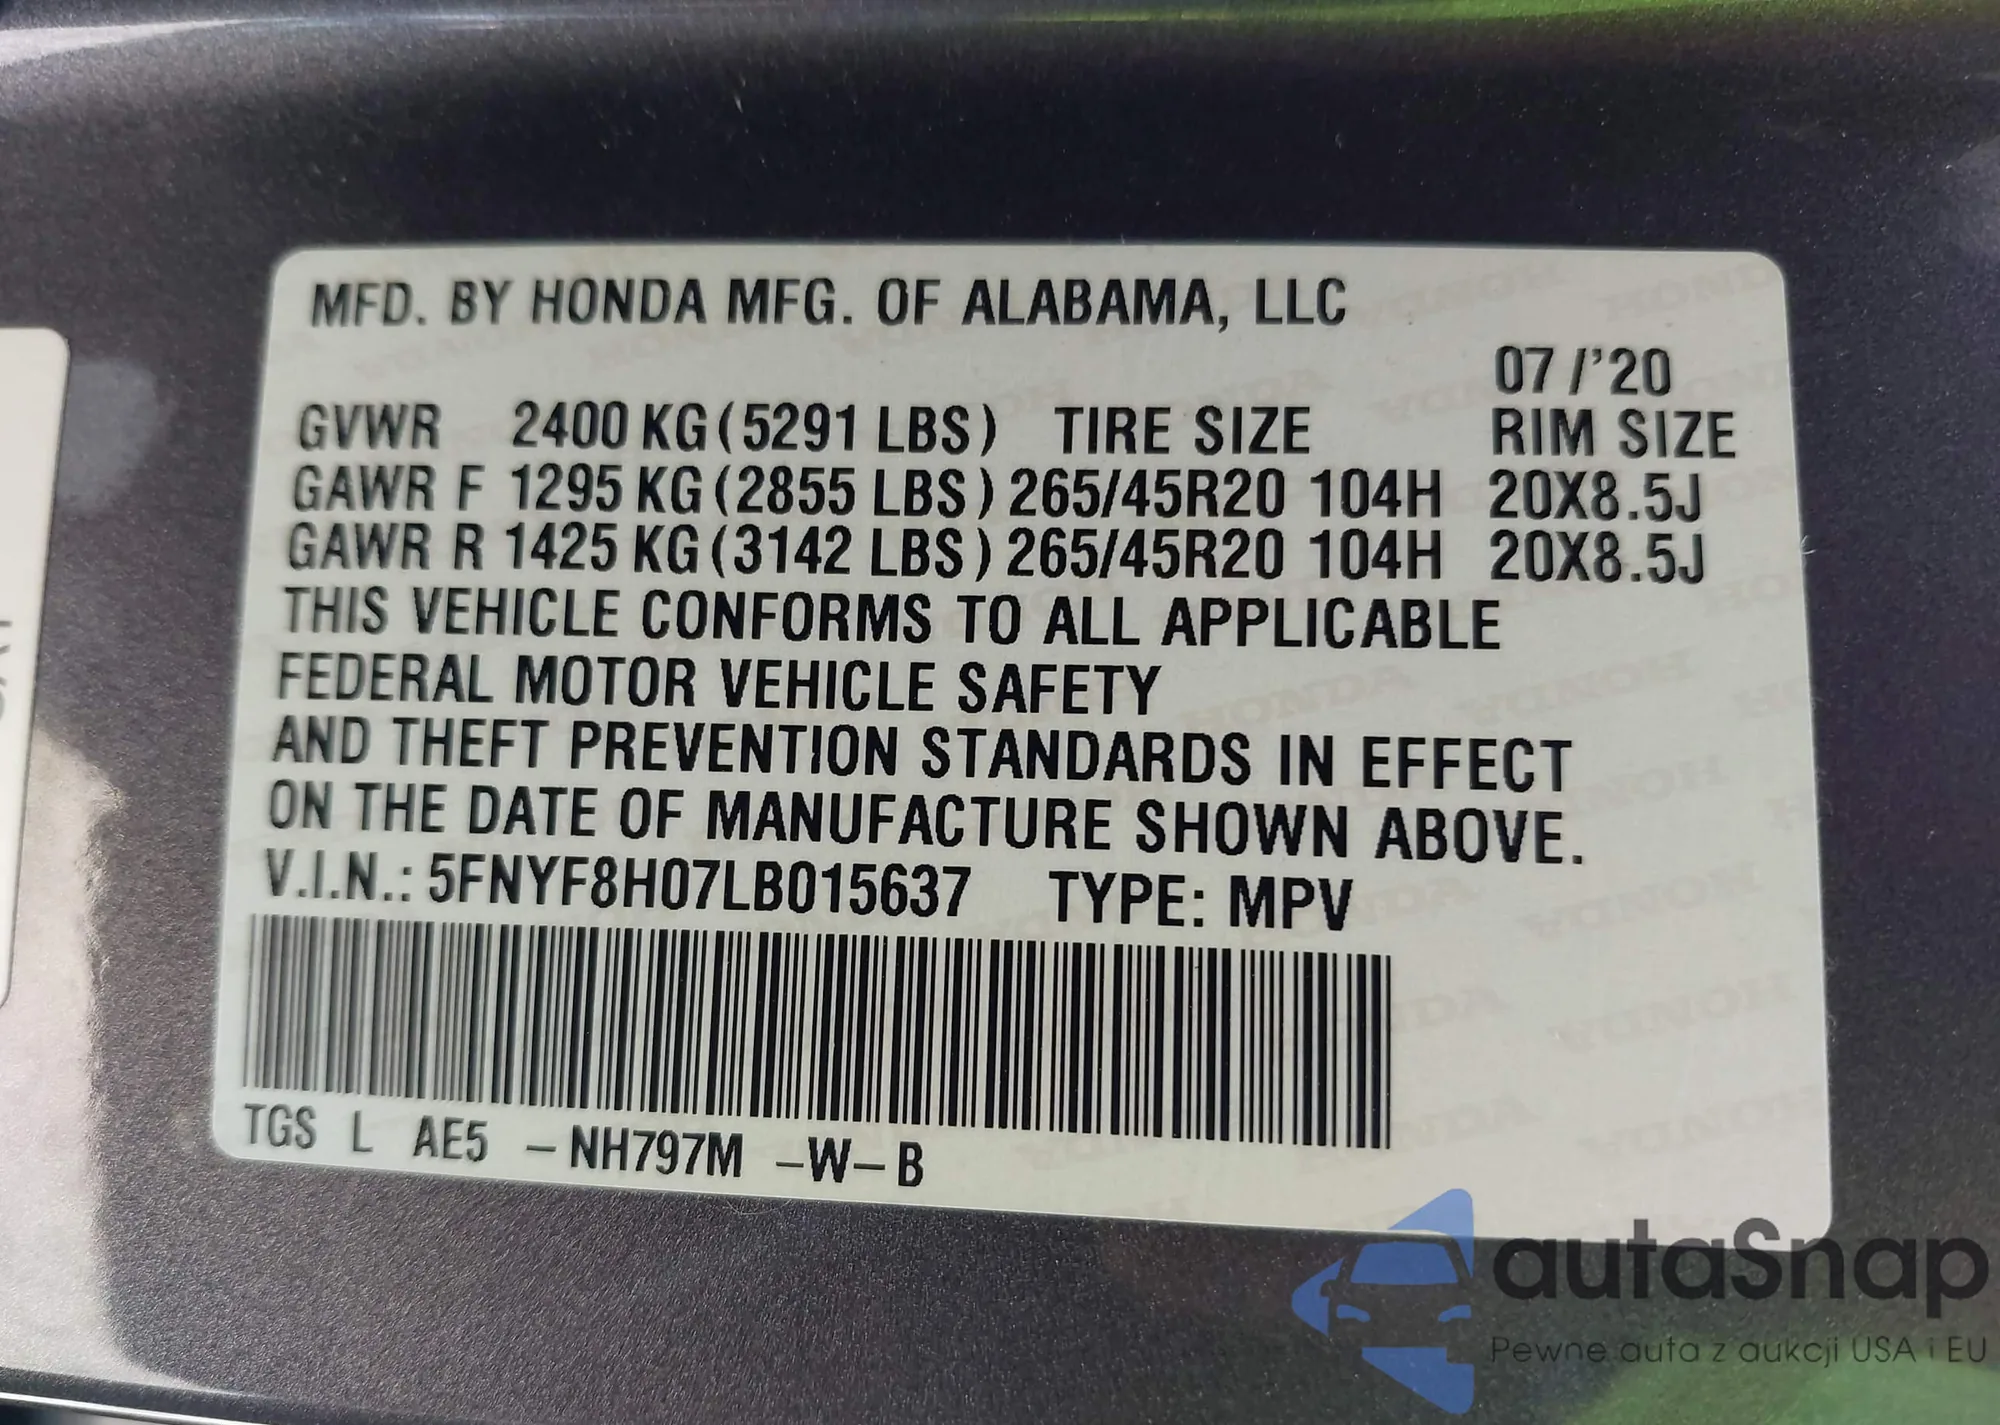 MFD. BY HONDA MFG. OF ALABAMA, LLC
07/'20
GVWR 2400 KG (5291 LBS) TIRE SIZE RIM SIZE
GAWR F 1295 KG (2855 LBS) 265/45R20 104H 20X8.5J
GAWR R 1425 KG (3142 LBS) 265/45R20 104H 20X8.5J
THIS VEHICLE CONFORMS TO ALL APPLICABLE
FEDERAL MOTOR VEHICLE SAFETY
AND THEFT PREVENTION STANDARDS IN EFFECT
ON THE DATE OF MANUFACTURE SHOWN ABOVE.
V.I.N.: 5FNYF8H07LB015637 TYPE: MPV
TGS L AE5 -NH797M -W-B
autaSnap
Pewne auta z aukcji USA i EU